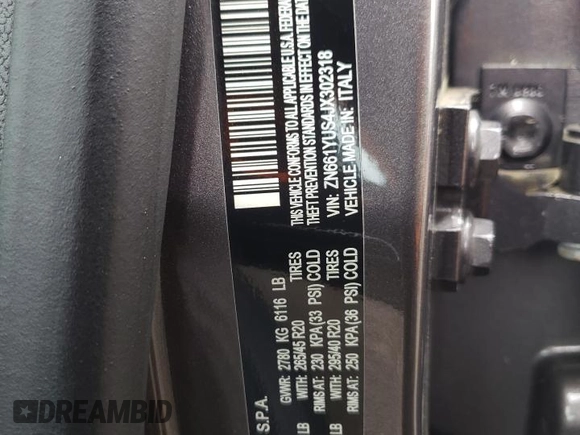 THIS VEHICLE CONFORMS TO ALL APPLICABLE U.S.A. FEDERAL
THEFT PREVENTION STANDARDS IN EFFECT ON THE DAT
VIN: ZN661YUS4JX302318
VEHICLE MADE IN: ITALY
S.P.A.
GWWR: 2780 KG 6116 LB
LB WITH: 265/45 R20 TIRES
RIMS AT: 230 KPA(33 PSI) COLD
LB WITH: 295/40 R20 TIRES
RIMS AT: 250 KPA(36 PSI) COLD
DREAMBID